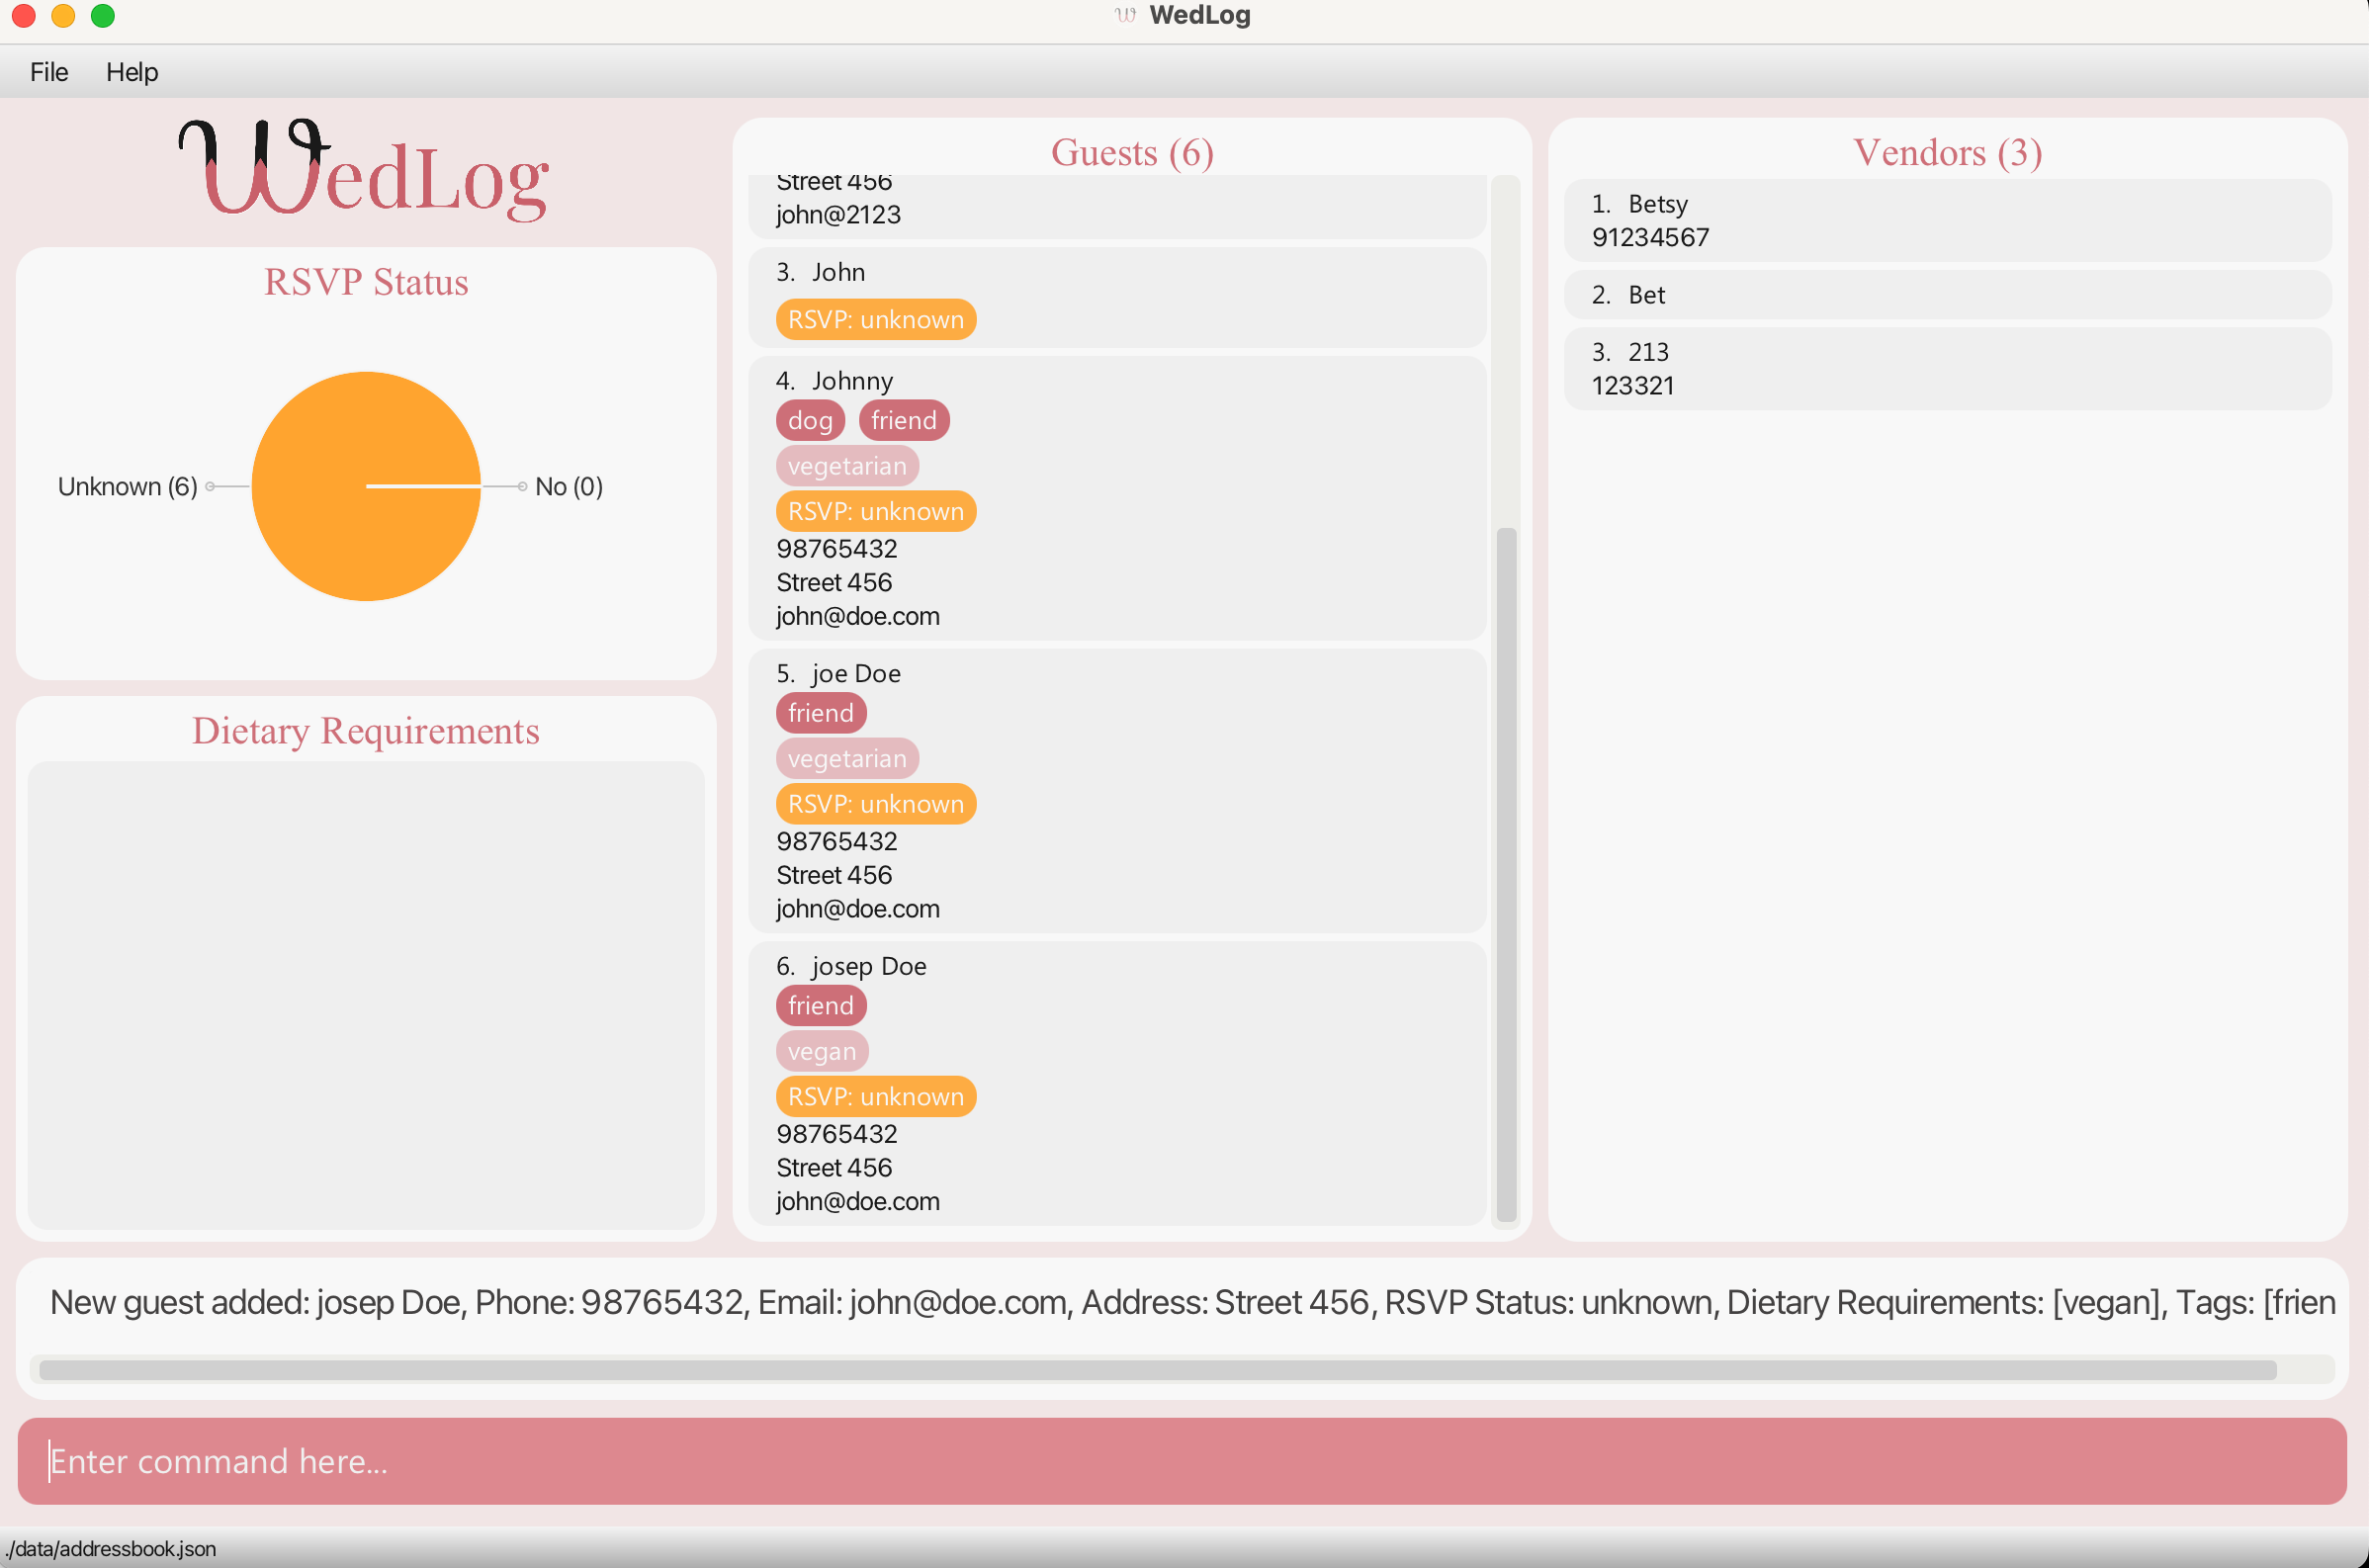 WedLog
File Help
WedLog
RSVP Status
Unknown (6)
No (0)
Dietary Requirements
Guests (6)
Street 456
john@2123
3. John
RSVP: unknown
4. Johnny
dog friend
vegetarian
RSVP: unknown
98765432
Street 456
john@doe.com
5. joe Doe
friend
vegetarian
RSVP: unknown
98765432
Street 456
john@doe.com
6. josep Doe
friend
vegan
RSVP: unknown
98765432
Street 456
john@doe.com
Vendors (3)
1. Betsy
91234567
2. Bet
3. 213
123321
New guest added: josep Doe, Phone: 98765432, Email: john@doe.com, Address: Street 456, RSVP Status: unknown, Dietary Requirements: [vegan], Tags: [frien
Enter command here...
./data/addressbook.json